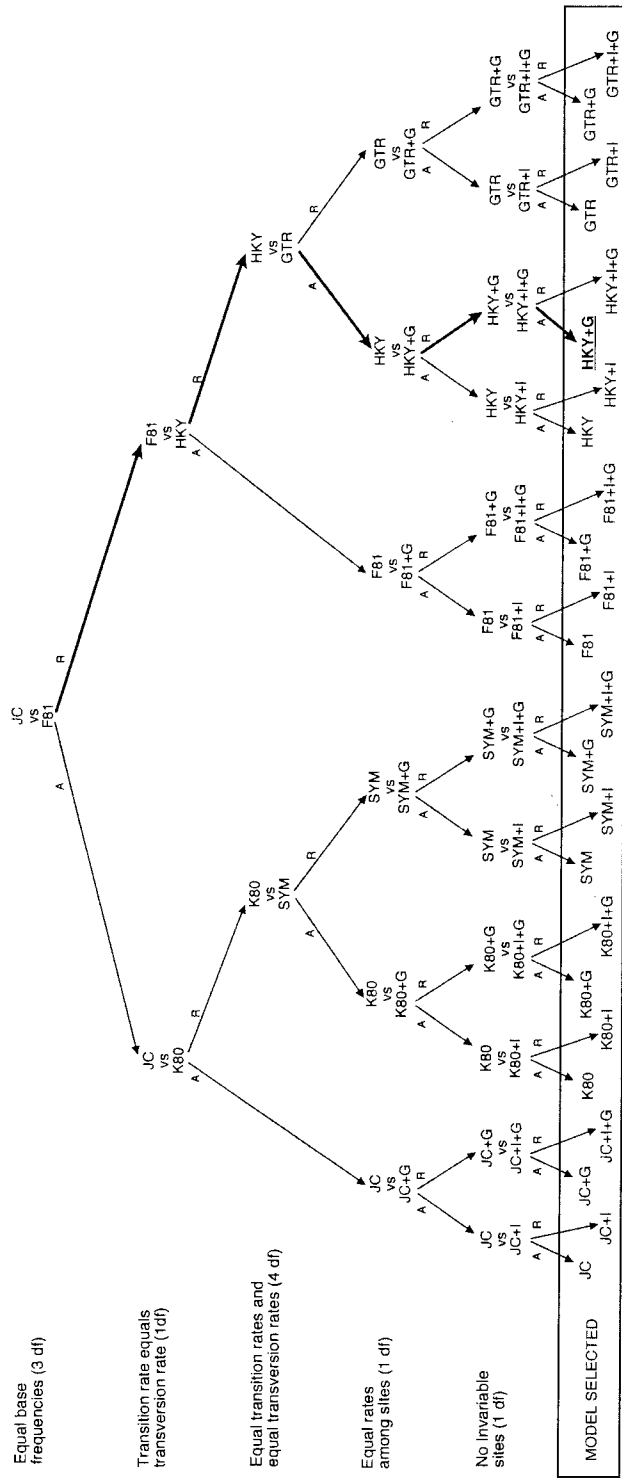 Equal base
frequencies (3 df)
JC
vs
F81
A R
Transition rate equals
transversion rate (1df)
JC
vs
K80
A R
F81
vs
HKY
A R
Equal transition rates and
equal transversion rates (4 df)
K80
vs
SYM
A R
HKY
vs
GTR
A R
Equal rates
among sites (1 df)
JC
vs
JC+G
A R
K80
vs
K80+G
A R
SYM
vs
SYM+G
A R
F81
vs
F81+G
A R
HKY
vs
HKY+G
A R
GTR
vs
GTR+G
A R
No Invariable
sites (1 df)
JC
vs
JC+I
A R
JC+G
vs
JC+I+G
A R
K80
vs
K80+I
A R
K80+G
vs
K80+I+G
A R
SYM
vs
SYM+I
A R
SYM+G
vs
SYM+I+G
A R
F81
vs
F81+I
A R
F81+G
vs
F81+I+G
A R
HKY
vs
HKY+I
A R
HKY+G
vs
HKY+I+G
A R
GTR
vs
GTR+I
A R
GTR+G
vs
GTR+I+G
A R
MODEL SELECTED
JC JC+G K80 K80+G SYM SYM+G F81 F81+G HKY HKY+G GTR GTR+G
JC+I JC+I+G K80+I K80+I+G SYM+I SYM+I+G F81+I F81+I+G HKY+I HKY+I+G GTR+I GTR+I+G